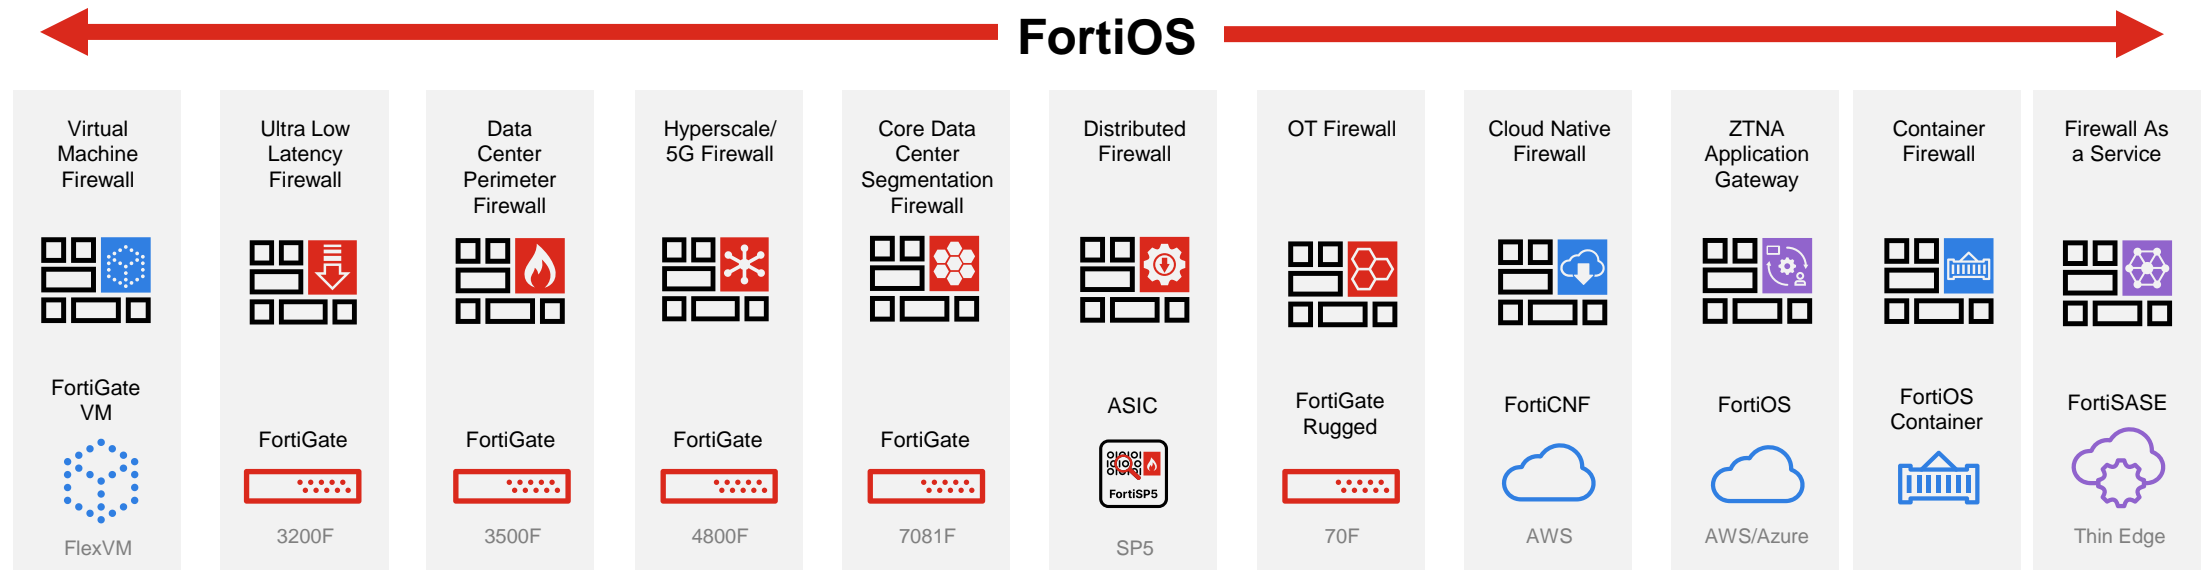 FortiOS
Virtual
Machine
Firewall
FortiGate
VM
FlexVM
Ultra Low
Latency
Firewall
FortiGate
3200F
Data
Center
Perimeter
Firewall
FortiGate
3500F
Hyperscale/
5G Firewall
FortiGate
4800F
Core Data
Center
Segmentation
Firewall
FortiGate
7081F
Distributed
Firewall
ASIC
FortiSP5
SP5
OT Firewall
FortiGate
Rugged
70F
Cloud Native
Firewall
FortiCNF
AWS
ZTNA
Application
Gateway
FortiOS
AWS/Azure
Container
Firewall
FortiOS
Container
Firewall As
a Service
FortiSASE
Thin Edge